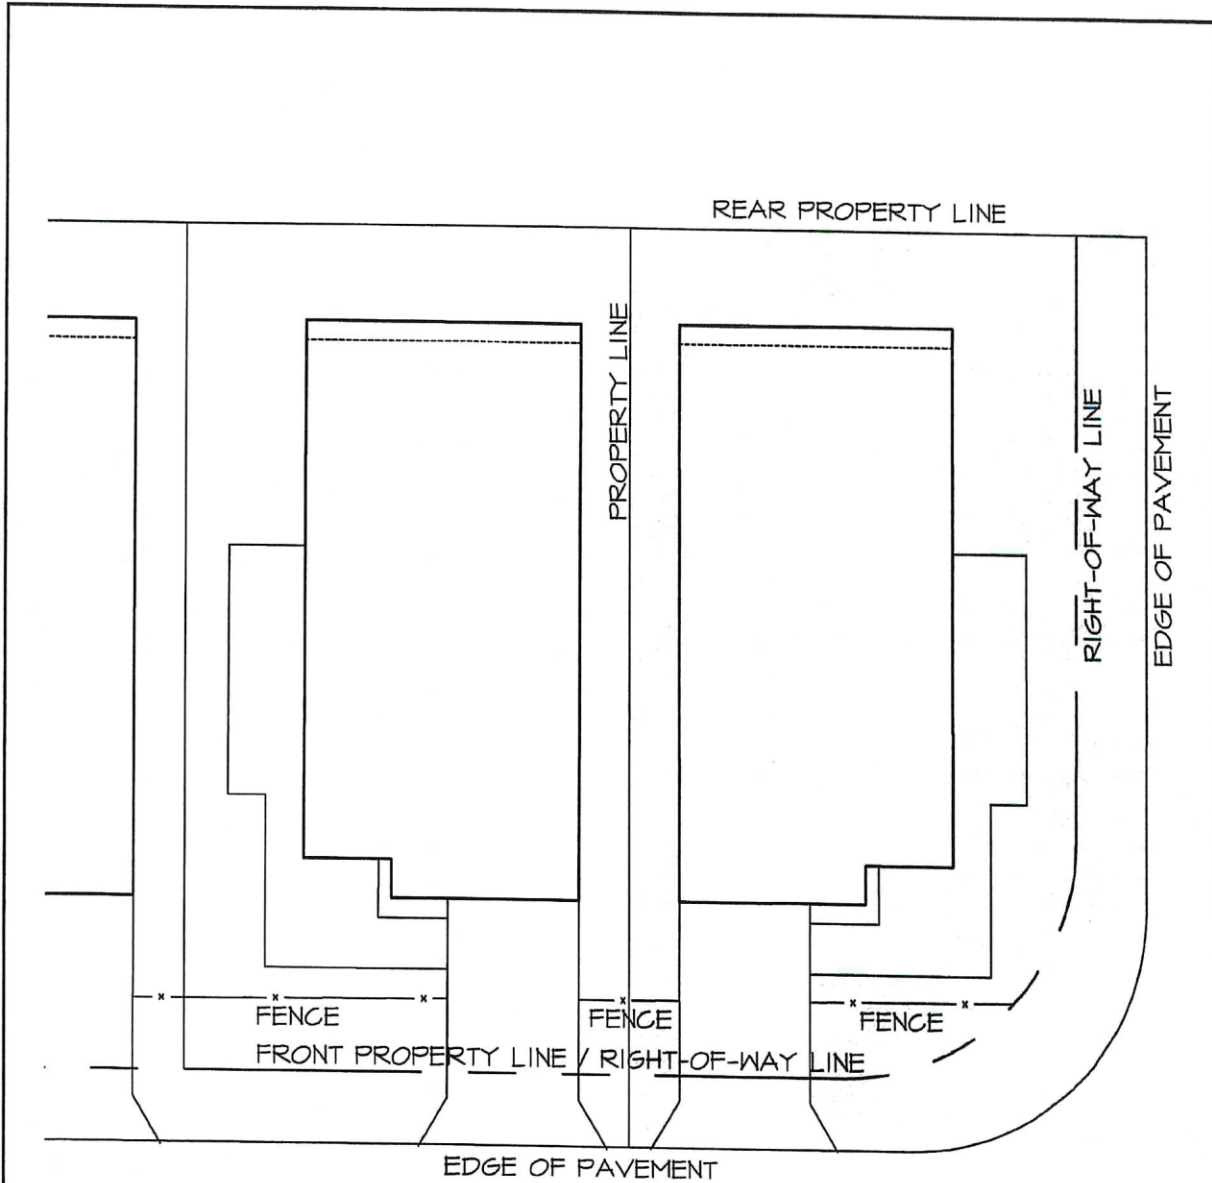 REAR PROPERTY LINE
PROPERTY LINE
RIGHT-OF-WAY LINE
EDGE OF PAVEMENT
FENCE
FENCE
FENCE
FRONT PROPERTY LINE / RIGHT-OF-WAY LINE
EDGE OF PAVEMENT